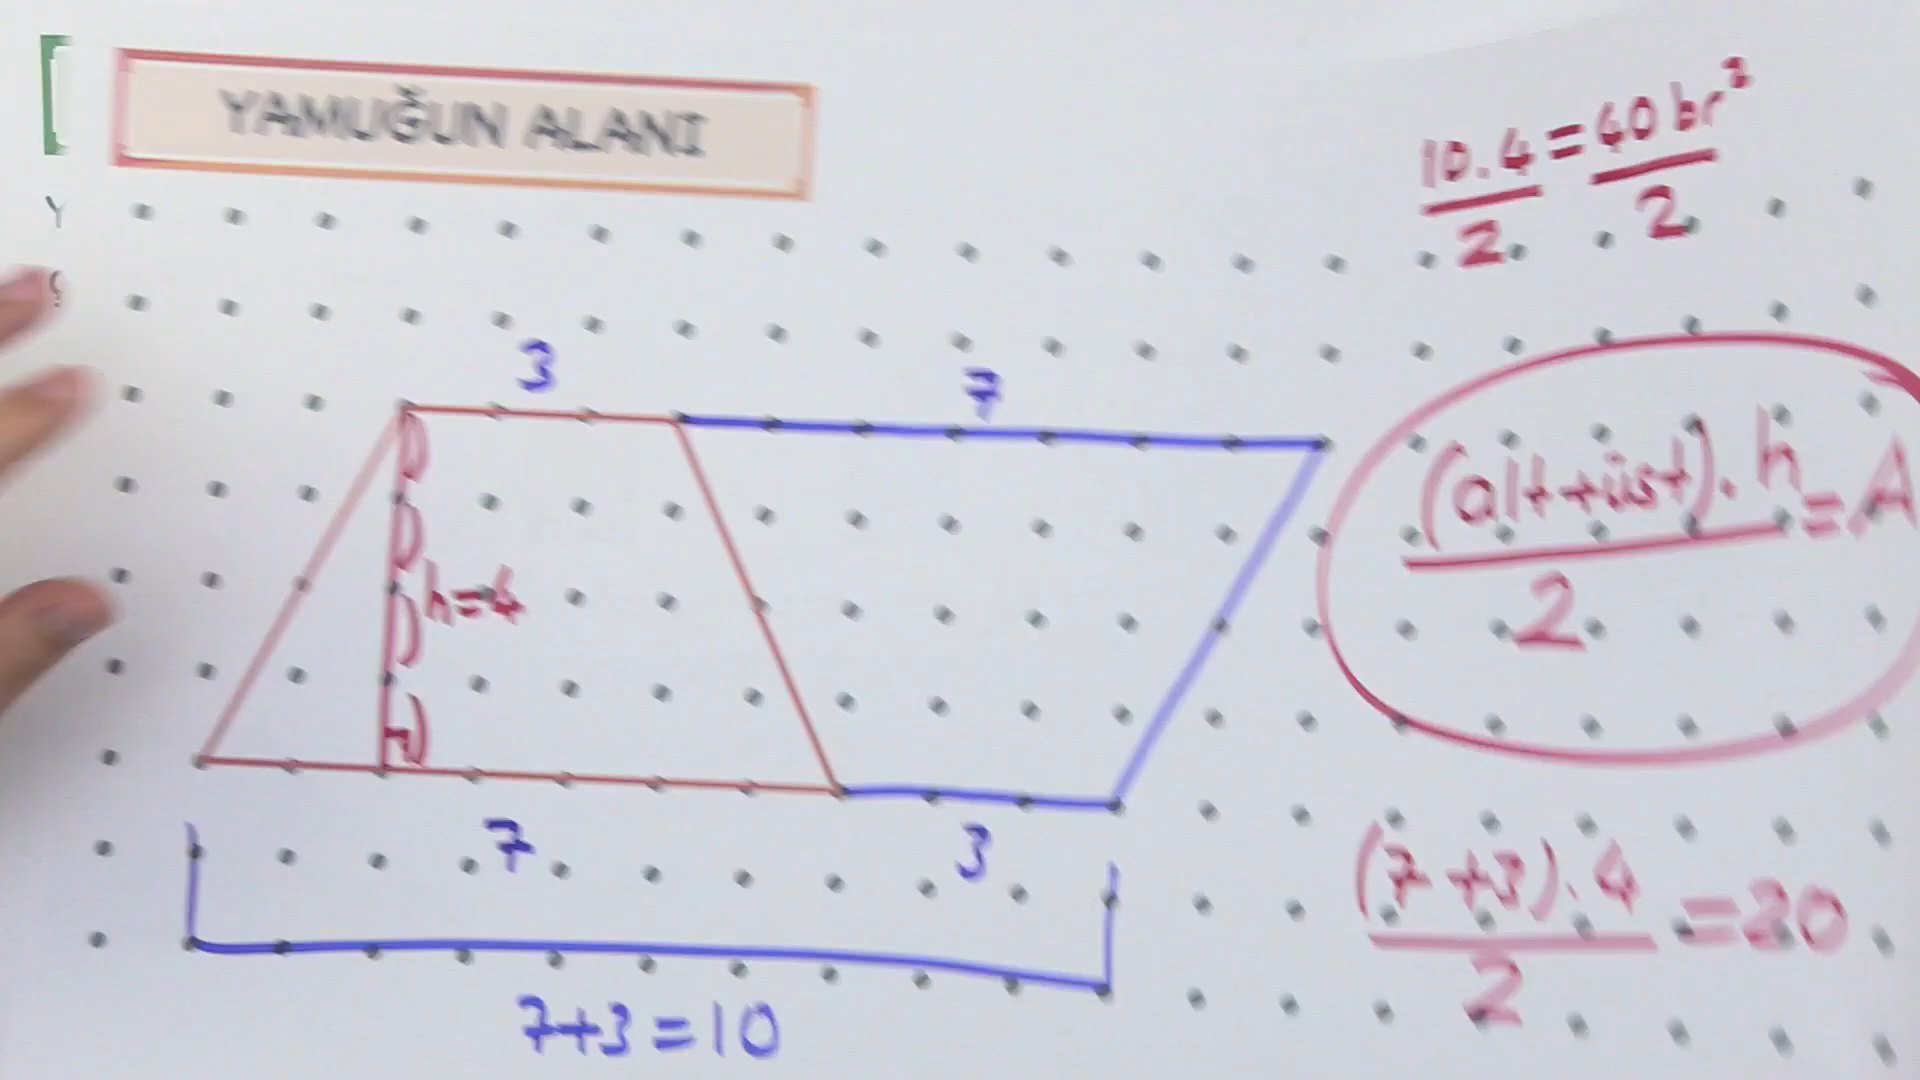 YAMUĞUN ALANI
10.4/2 = 40 br²/2
Y
Ç
3
7
h=4
(alt+üst).h/2 = A
7
3
(7+3).4/2 = 20
7+3=10